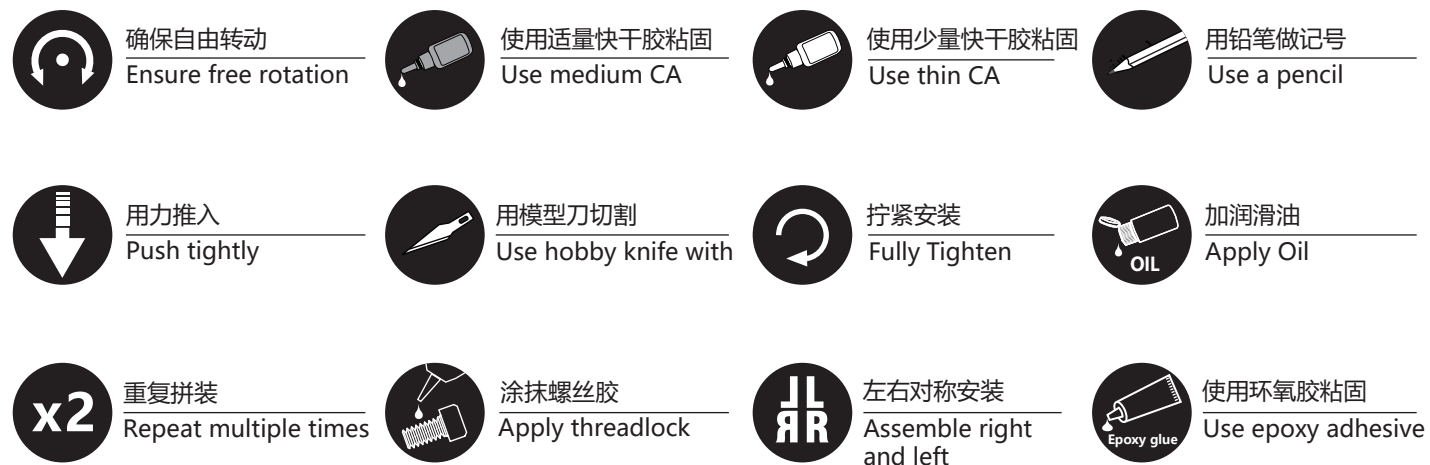 确保自由转动
Ensure free rotation
使用适量快干胶粘固
Use medium CA
使用少量快干胶粘固
Use thin CA
用铅笔做记号
Use a pencil
用力推入
Push tightly
用模型刀切割
Use hobby knife with
拧紧安装
Fully Tighten
OIL
加润滑油
Apply Oil
x2
重复拼装
Repeat multiple times
涂抹螺丝胶
Apply threadlock
左右对称安装
Assemble right
and left
Epoxy glue
使用环氧胶粘固
Use epoxy adhesive